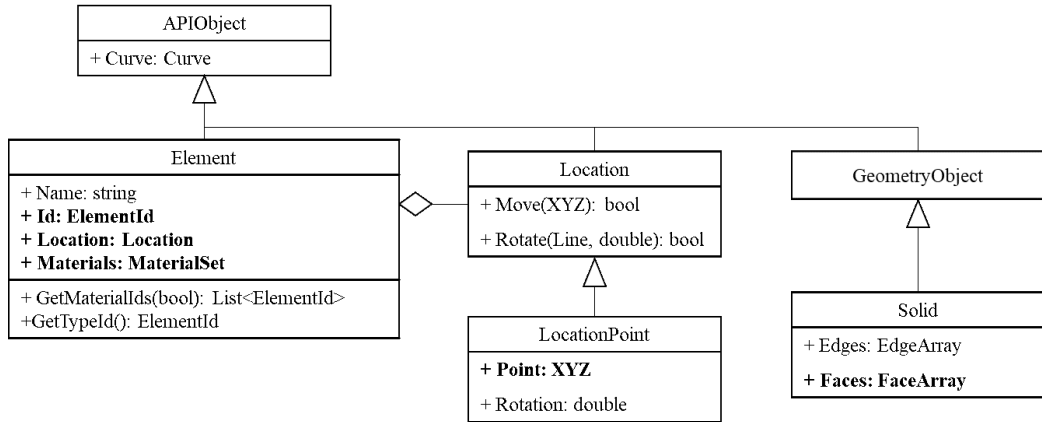 APIObject
+ Curve: Curve
Element
+ Name: string
+ Id: ElementId
+ Location: Location
+ Materials: MaterialSet
+ GetMaterialIds(bool): List<ElementId>
+GetTypeId(): ElementId
Location
+ Move(XYZ): bool
+ Rotate(Line, double): bool
LocationPoint
+ Point: XYZ
+ Rotation: double
GeometryObject
Solid
+ Edges: EdgeArray
+ Faces: FaceArray